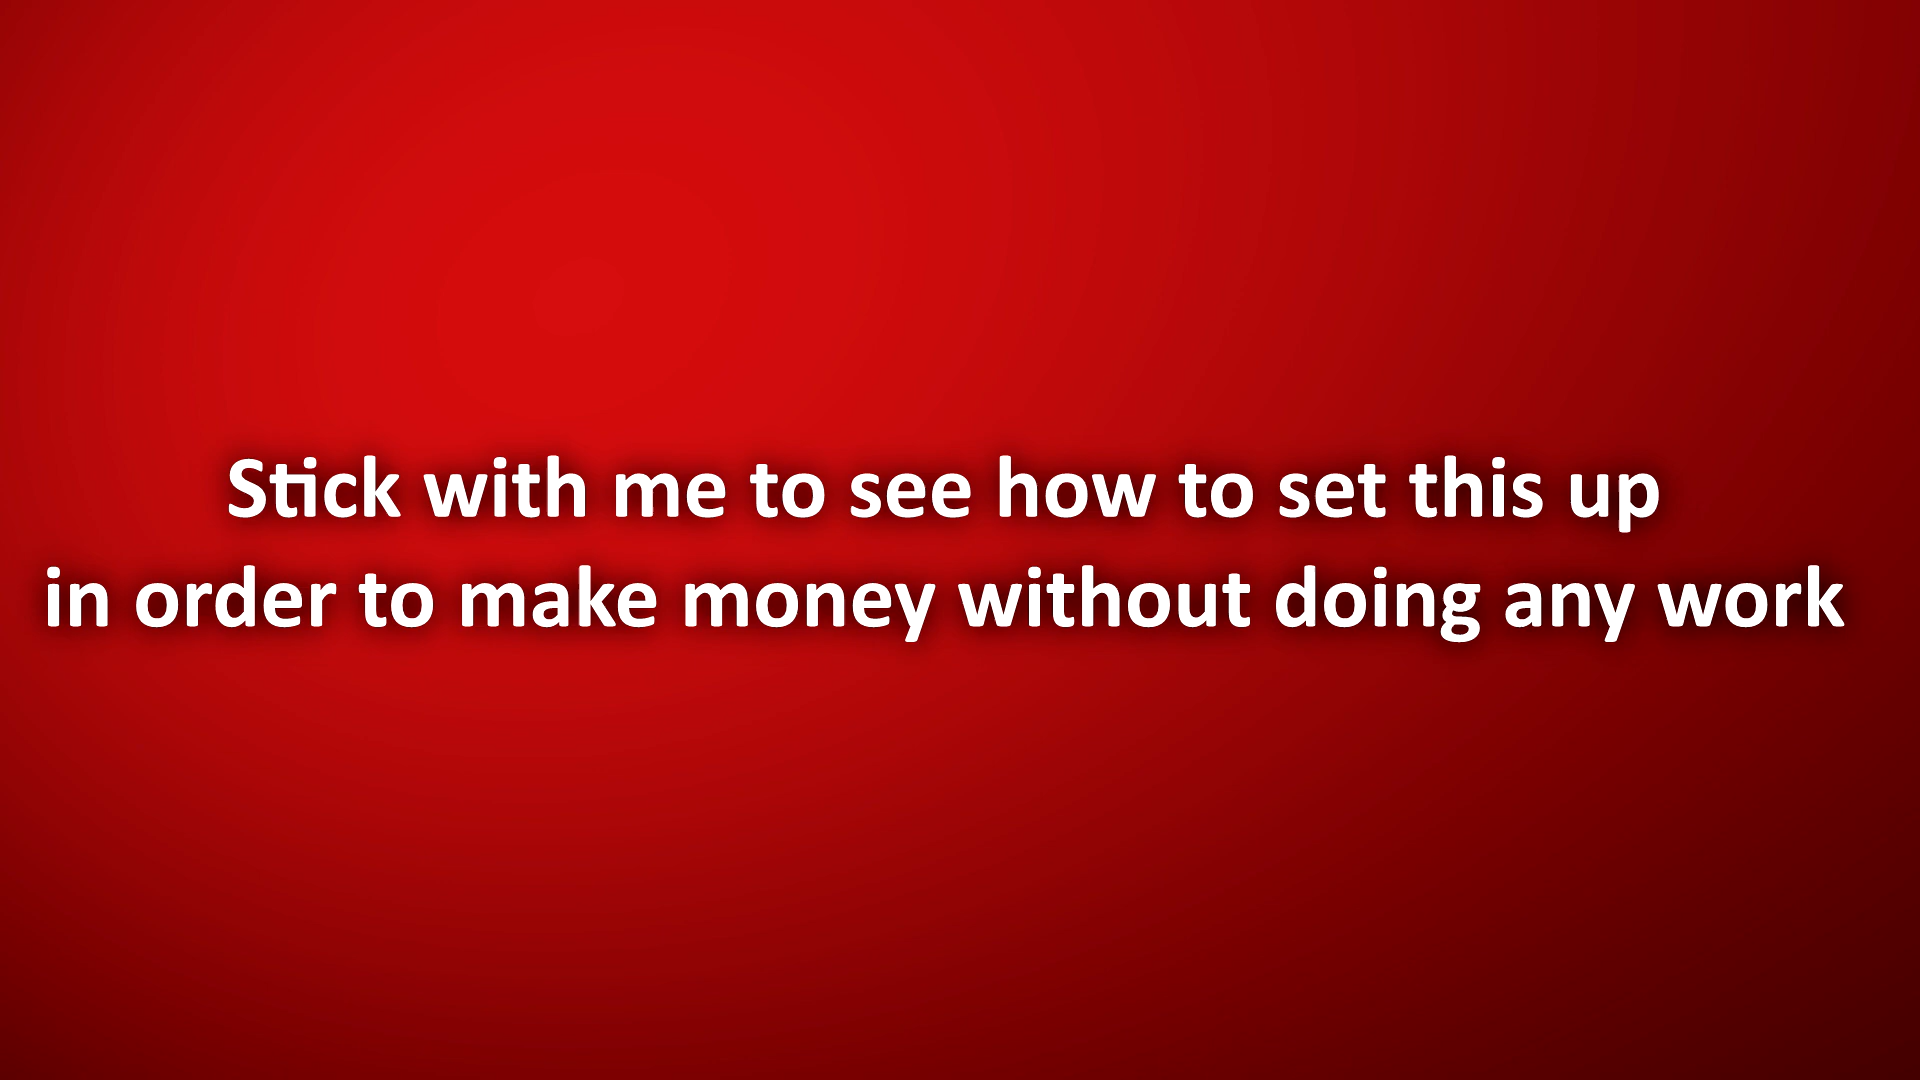 Stick with me to see how to set this up
in order to make money without doing any work